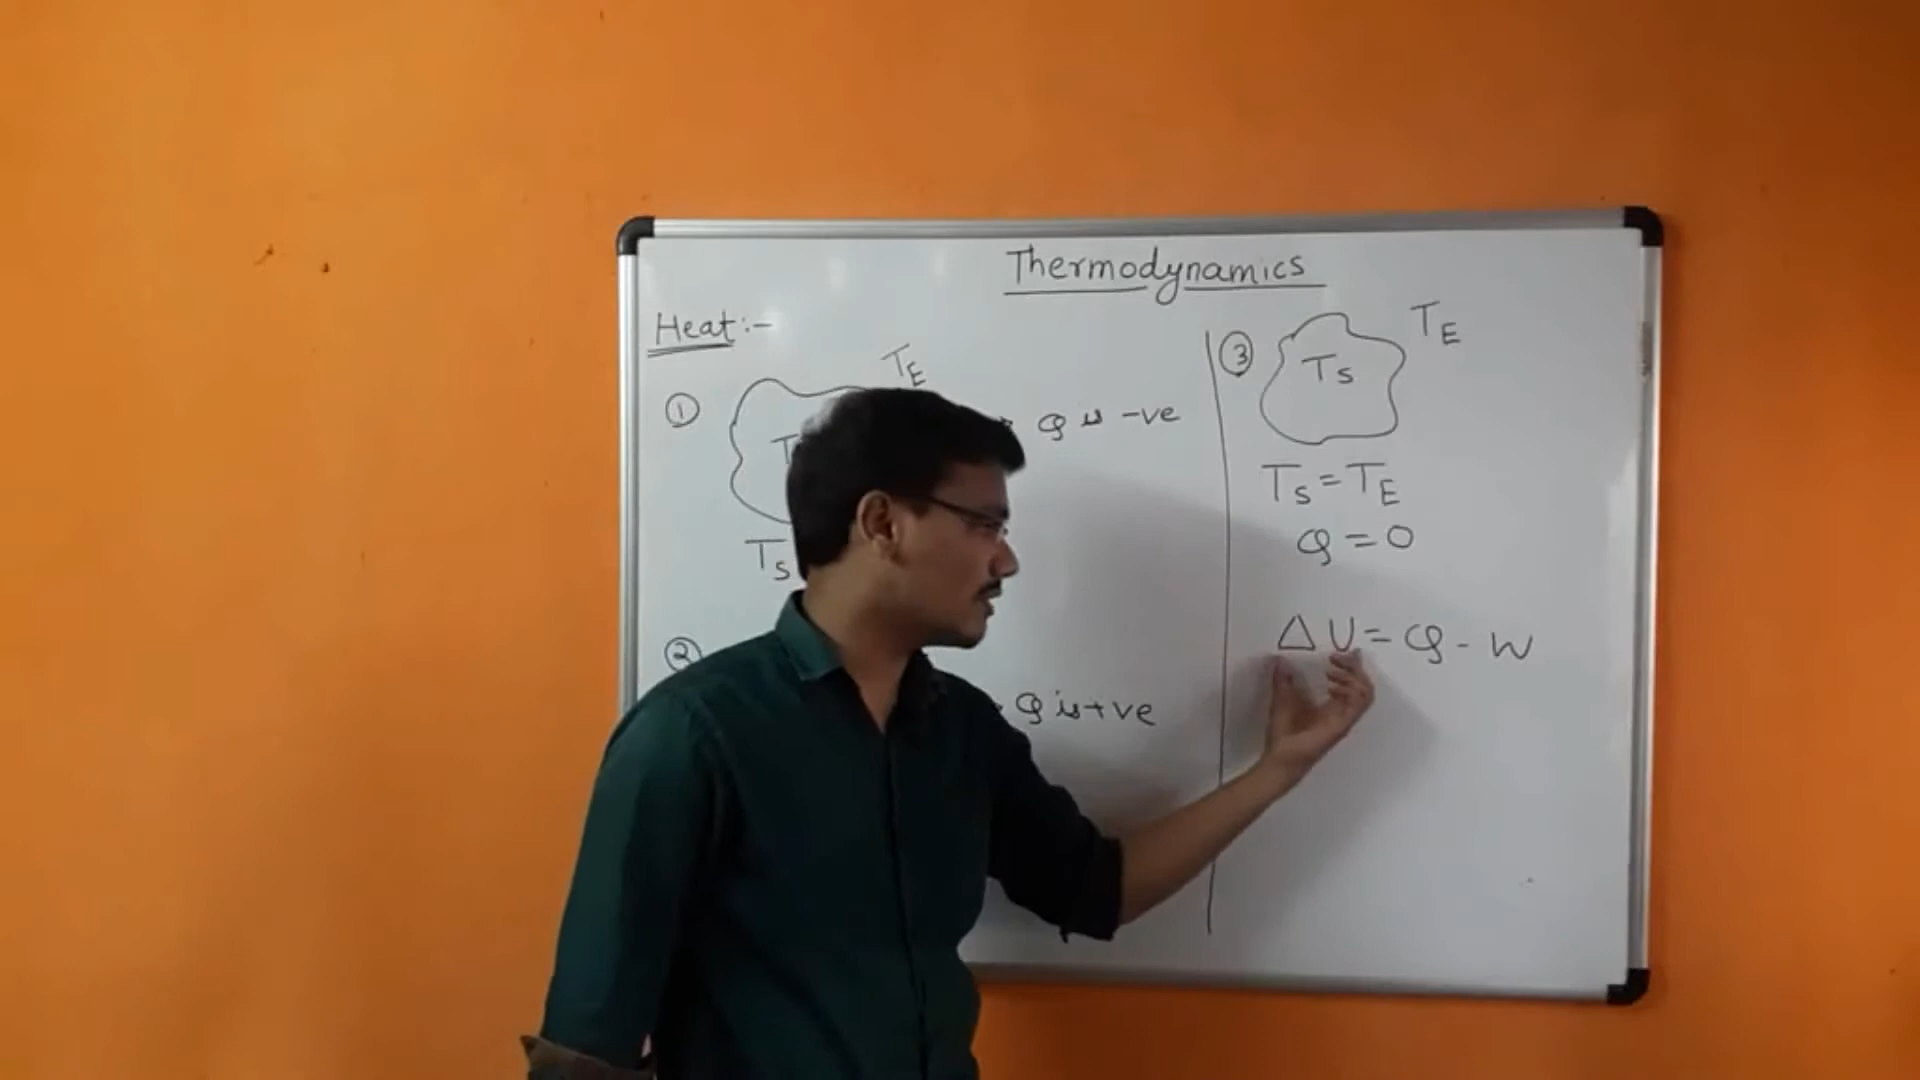 Thermodynamics
Heat:-
①
T_E
Q is -ve
T_S
②
Q is +ve
③
T_E
T_S
T_S = T_E
Q = 0
ΔU = Q - W